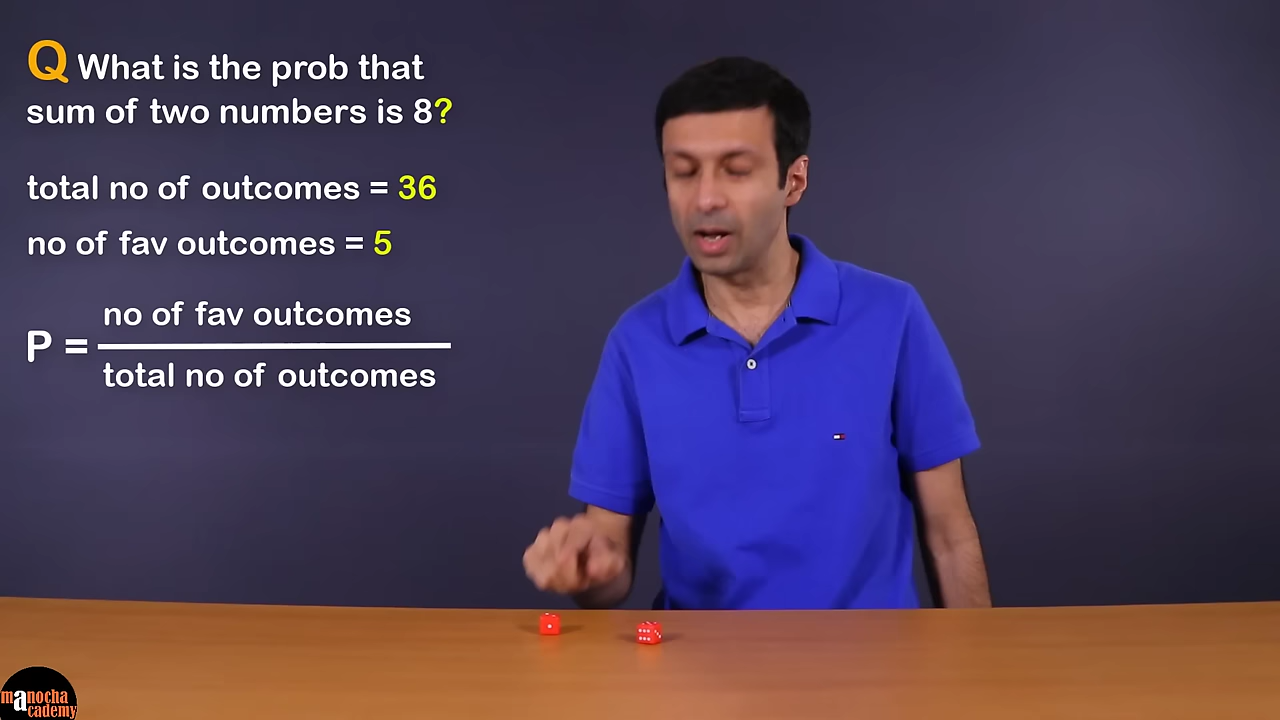 Q What is the prob that
sum of two numbers is 8?
total no of outcomes = 36
no of fav outcomes = 5
P = no of fav outcomes
total no of outcomes
manocha
academy